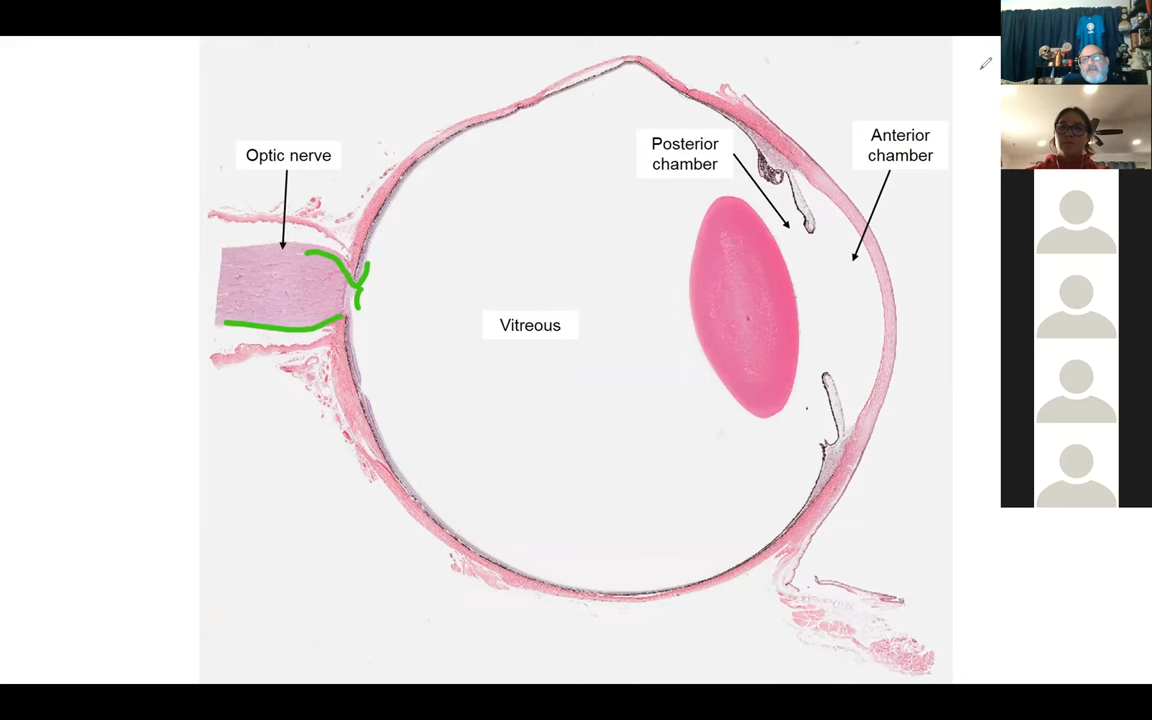 Optic nerve
Posterior
chamber
Anterior
chamber
Vitreous